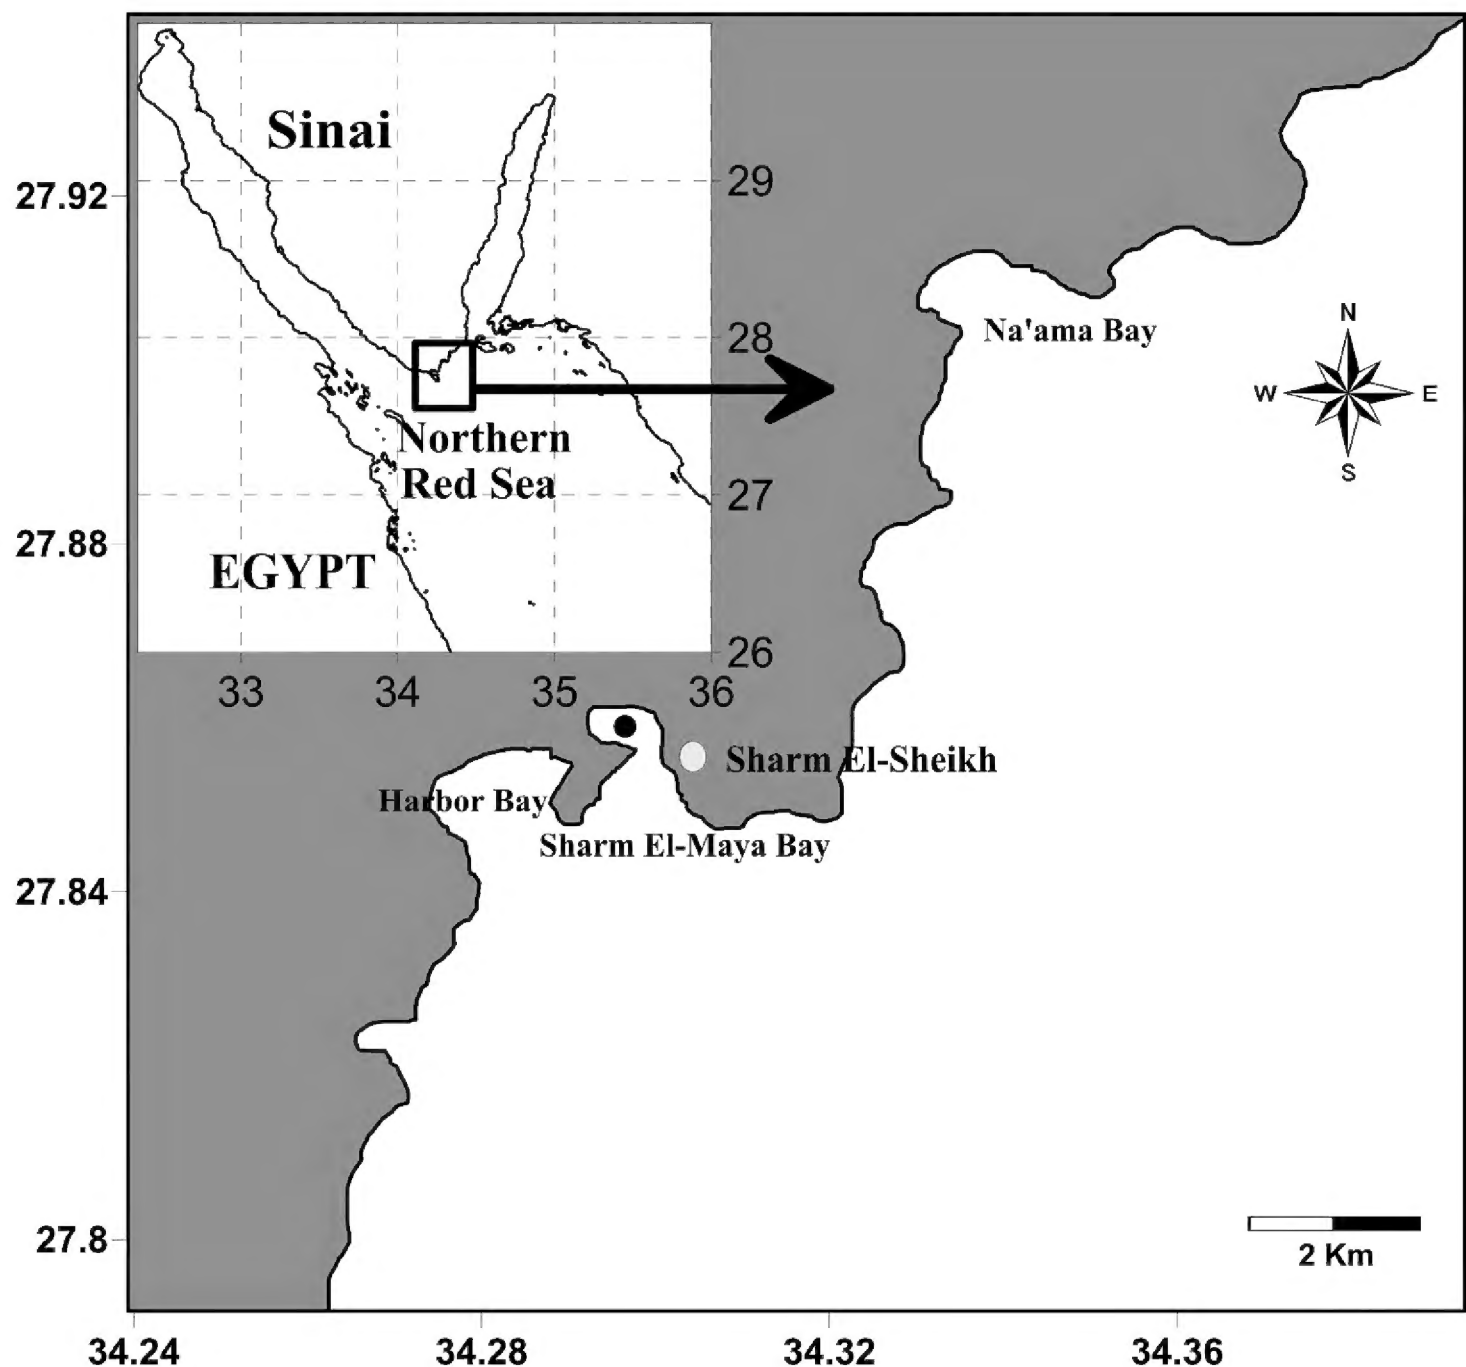 Sinai
29
27.92
28
Na'ama Bay
N
W
E
S
Northern
Red Sea
27
27.88
EGYPT
26
33
34
35
36
Sharm El-Sheikh
Harbor Bay
Sharm El-Maya Bay
27.84
27.8
2 Km
34.24
34.28
34.32
34.36